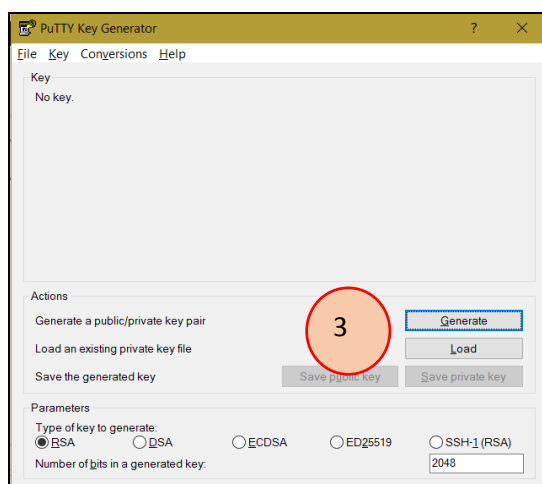 PuTTY Key Generator ? ×
File Key Conversions Help
Key
No key.
Actions
Generate a public/private key pair
Generate
3
Load an existing private key file
Load
Save the generated key
Save public key
Save private key
Parameters
Type of key to generate:
RSA DSA ECDSA ED25519 SSH-1 (RSA)
Number of bits in a generated key: 2048